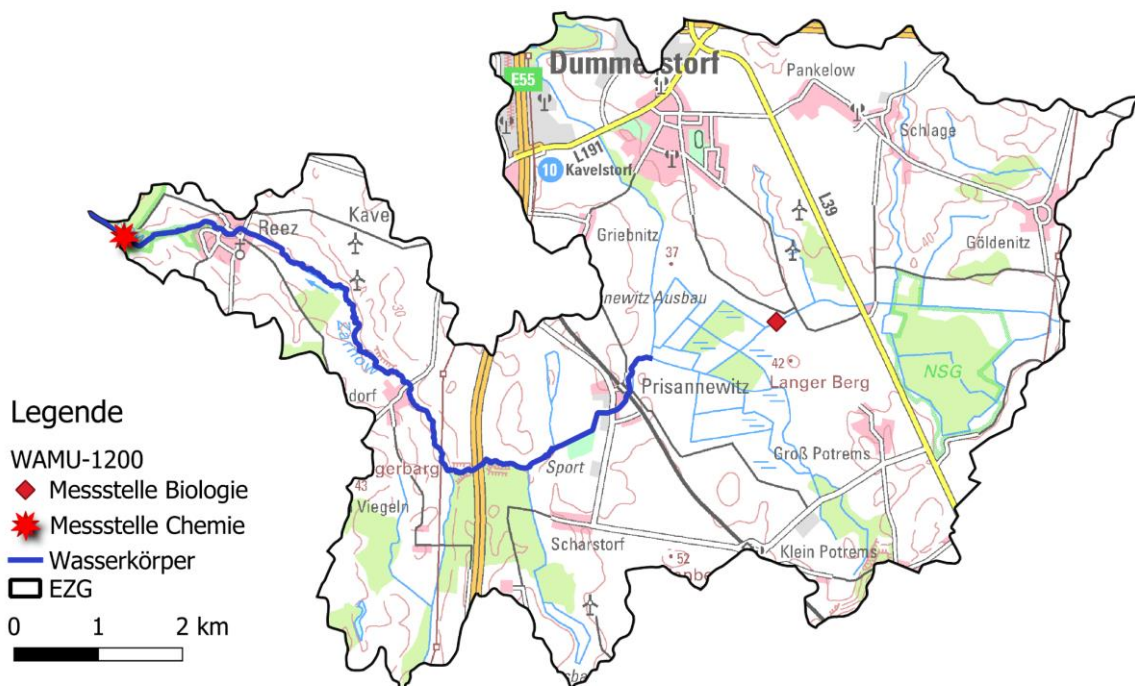 Dummerstorf
E55
Pankelow
Schlage
L191
10
Kavelstorf
L39
Kavel
Reez
Griebnitz
37
40
Göldenitz
newitz Ausbau
30
Zarnow
42
Langer Berg
NSG
Prisannewitz
dorf
gerbarg
Sport
Groß Potrems
43
Viegeln
Scharstorf
52
Klein Potrems
Legende
WAMU-1200
Messstelle Biologie
Messstelle Chemie
Wasserkörper
EZG
0 1 2 km